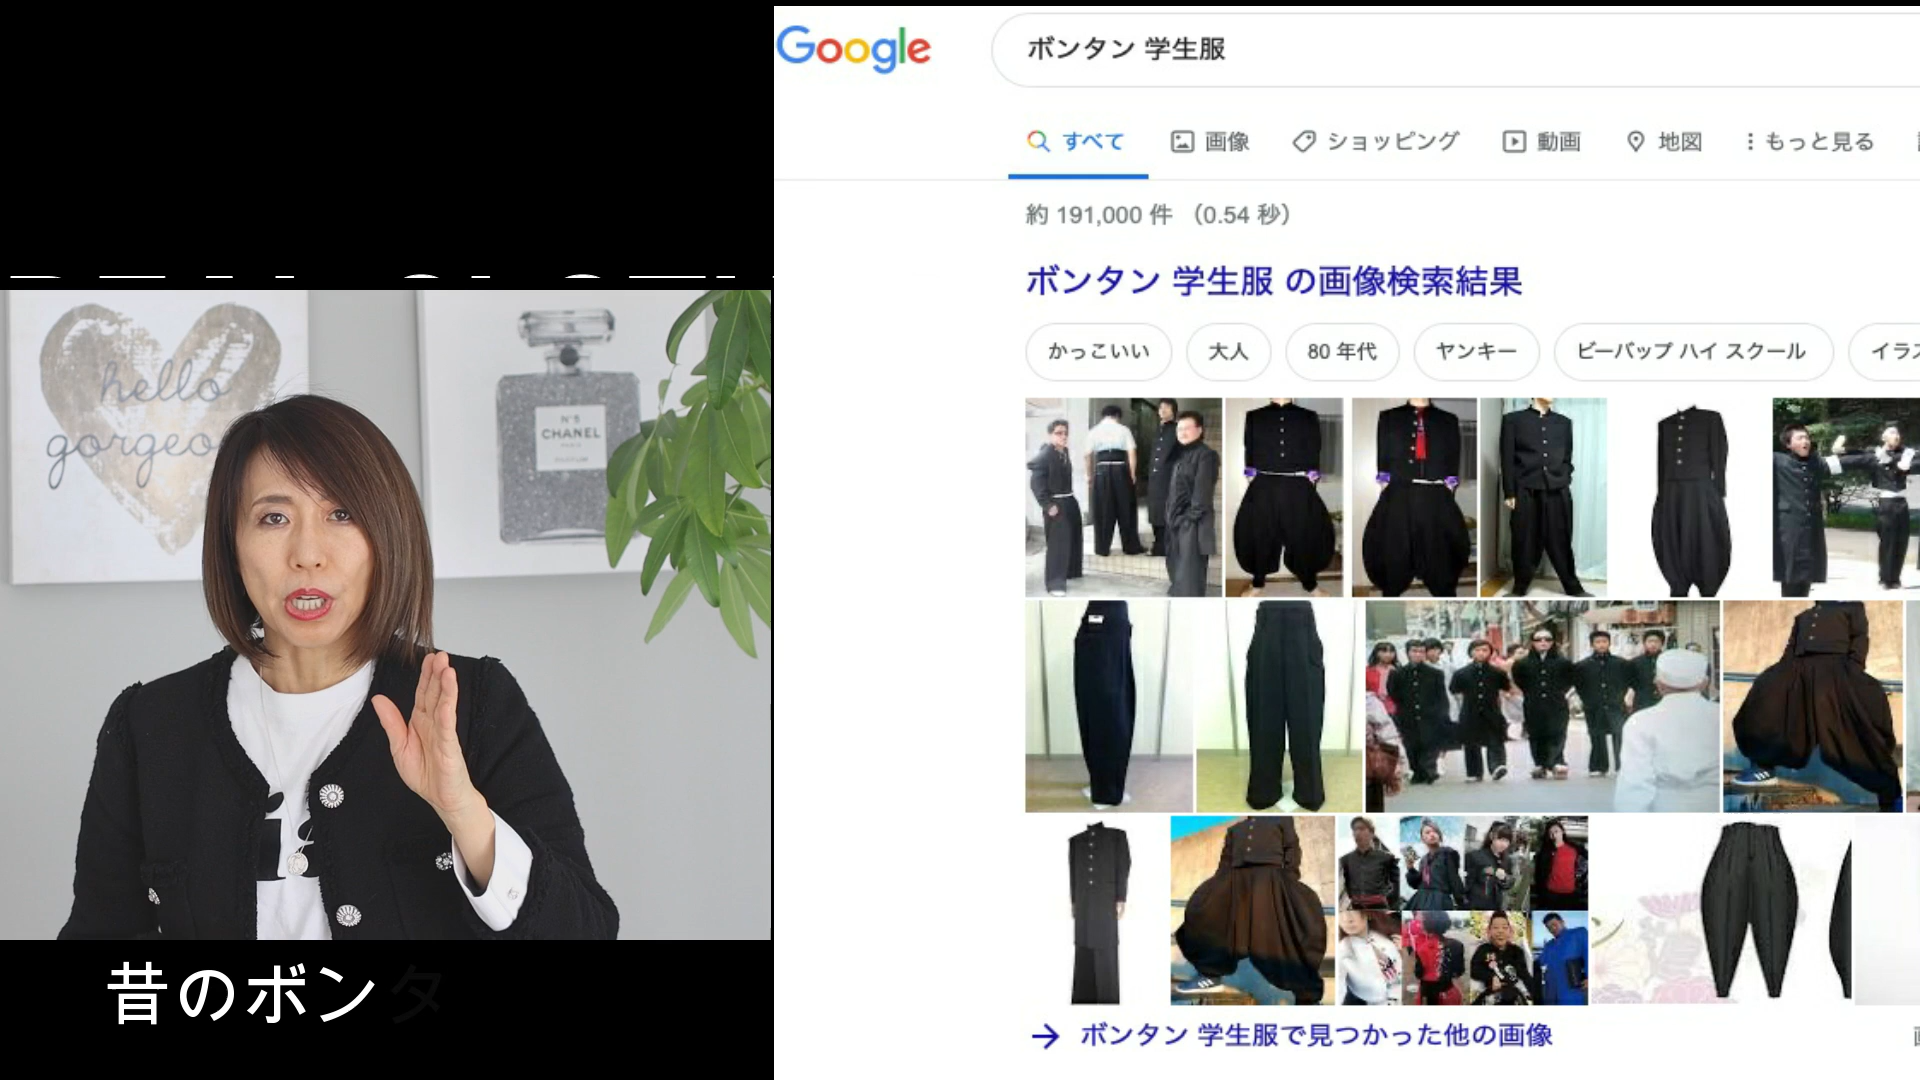 hello
N°5
CHANEL
PARIS
PARFUM
昔のボンタ
Google
ボンタン 学生服
すべて
画像
ショッピング
動画
地図
もっと見る
約 191,000 件 （0.54 秒）
ボンタン 学生服 の画像検索結果
かっこいい
大人
80 年代
ヤンキー
ビーバップ ハイ スクール
ボンタン 学生服で見つかった他の画像